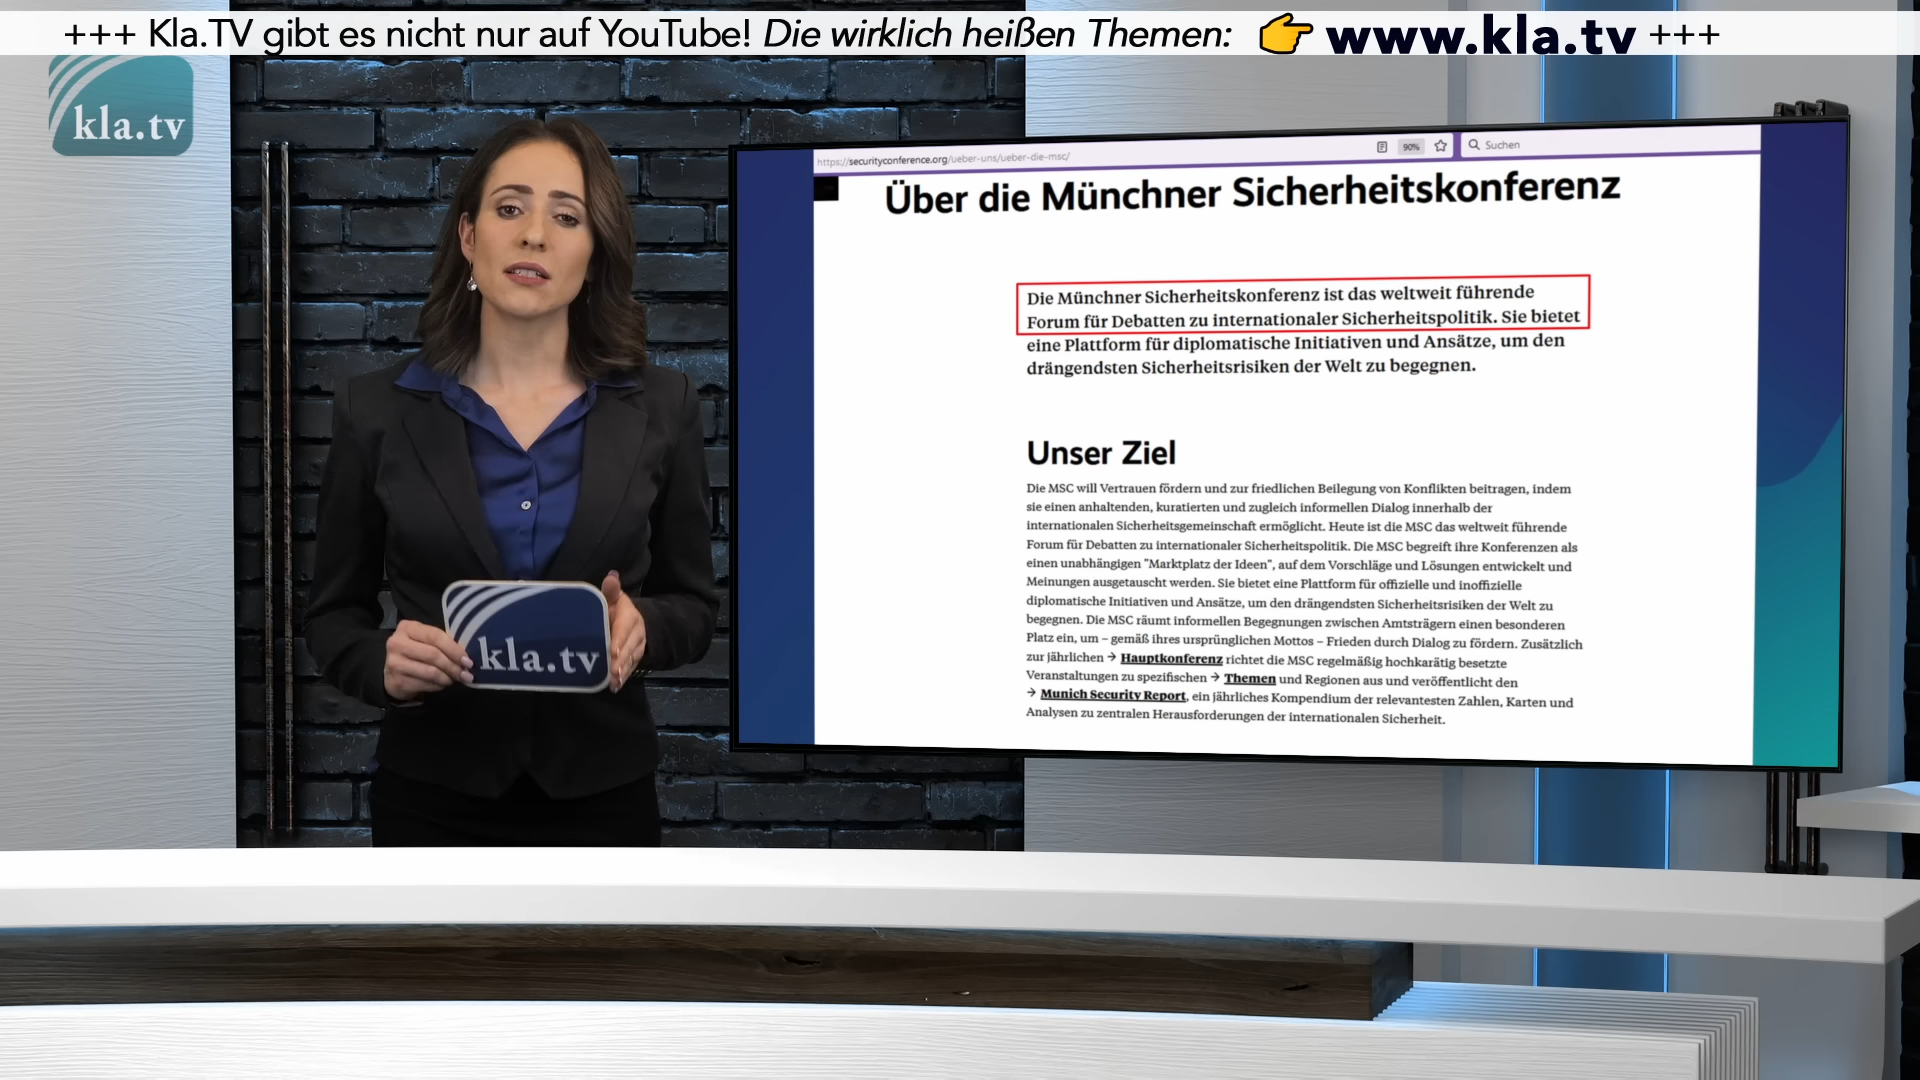 +++ Kla.TV gibt es nicht nur auf YouTube! Die wirklich heißen Themen: 👉 www.kla.tv +++
kla.tv
https://securityconference.org/ueber-uns/ueber-die-msc/
90%
Suchen
Über die Münchner Sicherheitskonferenz
Die Münchner Sicherheitskonferenz ist das weltweit führende
Forum für Debatten zu internationaler Sicherheitspolitik. Sie bietet
eine Plattform für diplomatische Initiativen und Ansätze, um den
drängendsten Sicherheitsrisiken der Welt zu begegnen.
Unser Ziel
Die MSC will Vertrauen fördern und zur friedlichen Beilegung von Konflikten beitragen, indem
sie einen anhaltenden, kuratierten und zugleich informellen Dialog innerhalb der
internationalen Sicherheitsgemeinschaft ermöglicht. Heute ist die MSC das weltweit führende
Forum für Debatten zu internationaler Sicherheitspolitik. Die MSC begreift ihre Konferenzen als
einen unabhängigen "Marktplatz der Ideen", auf dem Vorschläge und Lösungen entwickelt und
Meinungen ausgetauscht werden. Sie bietet eine Plattform für offizielle und inoffizielle
diplomatische Initiativen und Ansätze, um den drängendsten Sicherheitsrisiken der Welt zu
begegnen. Die MSC räumt informellen Begegnungen zwischen Amtsträgern einen besonderen
Platz ein, um – gemäß ihres ursprünglichen Mottos – Frieden durch Dialog zu fördern. Zusätzlich
zur jährlichen → Hauptkonferenz richtet die MSC regelmäßig hochkarätig besetzte
Veranstaltungen zu spezifischen → Themen und Regionen aus und veröffentlicht den
→ Munich Security Report, ein jährliches Kompendium der relevantesten Zahlen, Karten und
Analysen zu zentralen Herausforderungen der internationalen Sicherheit.
kla.tv